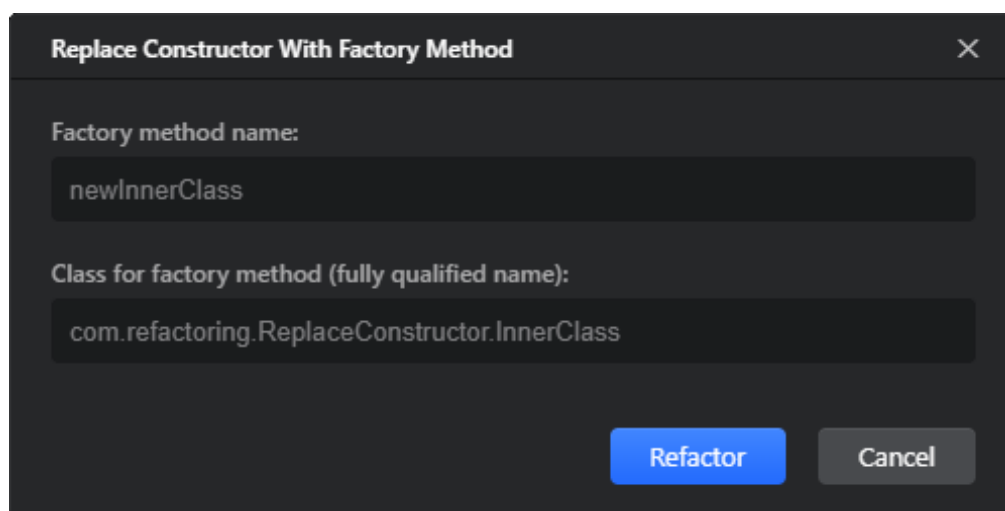 Replace Constructor With Factory Method
Factory method name:
newInnerClass
Class for factory method (fully qualified name):
com.refactoring.ReplaceConstructor.InnerClass
Refactor Cancel